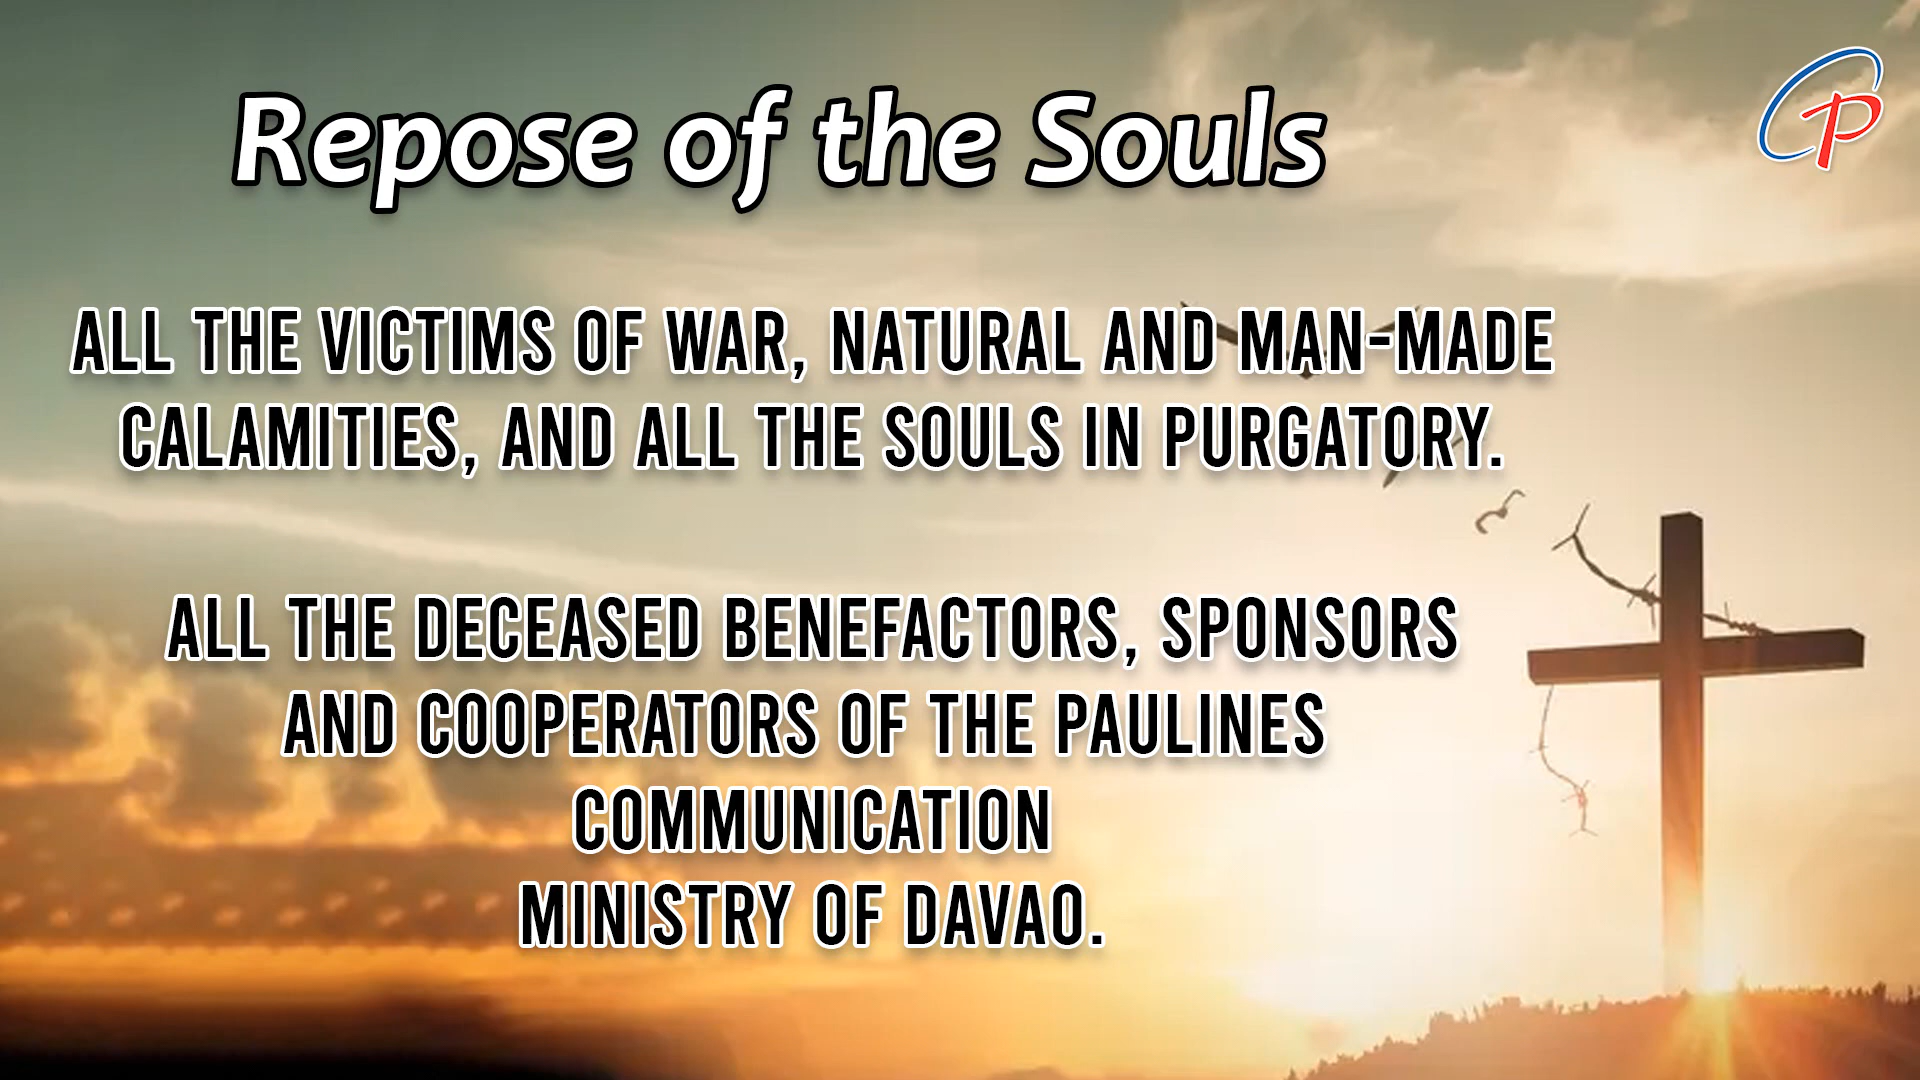 Repose of the Souls
CP
ALL THE VICTIMS OF WAR, NATURAL AND MAN-MADE
CALAMITIES, AND ALL THE SOULS IN PURGATORY.
ALL THE DECEASED BENEFACTORS, SPONSORS
AND COOPERATORS OF THE PAULINES
COMMUNICATION
MINISTRY OF DAVAO.